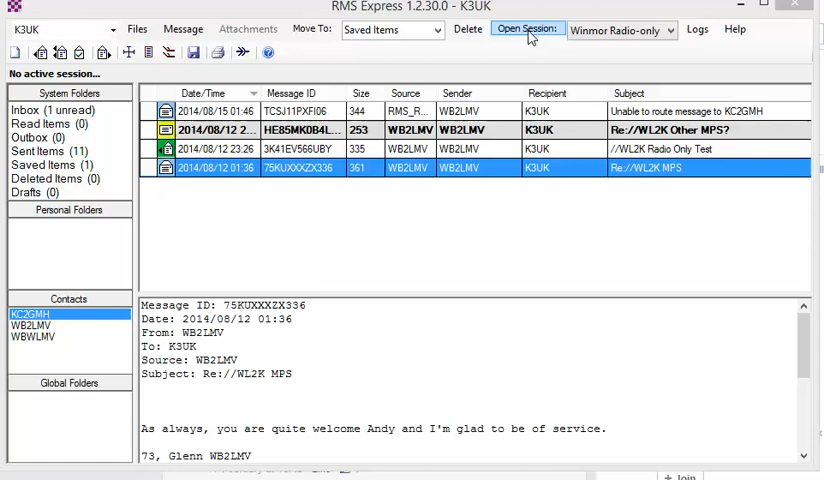 RMS Express 1.2.30.0 - K3UK
K3UK Files Message Attachments Move To: Saved Items Delete Open Session: Winmor Radio-only Logs Help
No active session...
System Folders
Inbox (1 unread)
Read Items (0)
Outbox (0)
Sent Items (11)
Saved Items (1)
Deleted Items (0)
Drafts (0)
Personal Folders
Contacts
KC2GMH
WB2LMV
WBWLMV
Global Folders
Date/Time Message ID Size Source Sender Recipient Subject
2014/08/15 01:46 TCSJ11PXFI06 344 RMS_R... WB2LMV K3UK Unable to route message to KC2GMH
2014/08/12 2... HE85MK0B4L... 253 WB2LMV WB2LMV K3UK Re://WL2K Other MPS?
2014/08/12 23:26 3K41EV566UBY 335 WB2LMV WB2LMV K3UK //WL2K Radio Only Test
2014/08/12 01:36 75KUXXXZX336 361 WB2LMV WB2LMV K3UK Re://WL2K MPS
Message ID: 75KUXXXZX336
Date: 2014/08/12 01:36
From: WB2LMV
To: K3UK
Source: WB2LMV
Subject: Re://WL2K MPS
As always, you are quite welcome Andy and I'm glad to be of service.
73, Glenn WB2LMV
Join